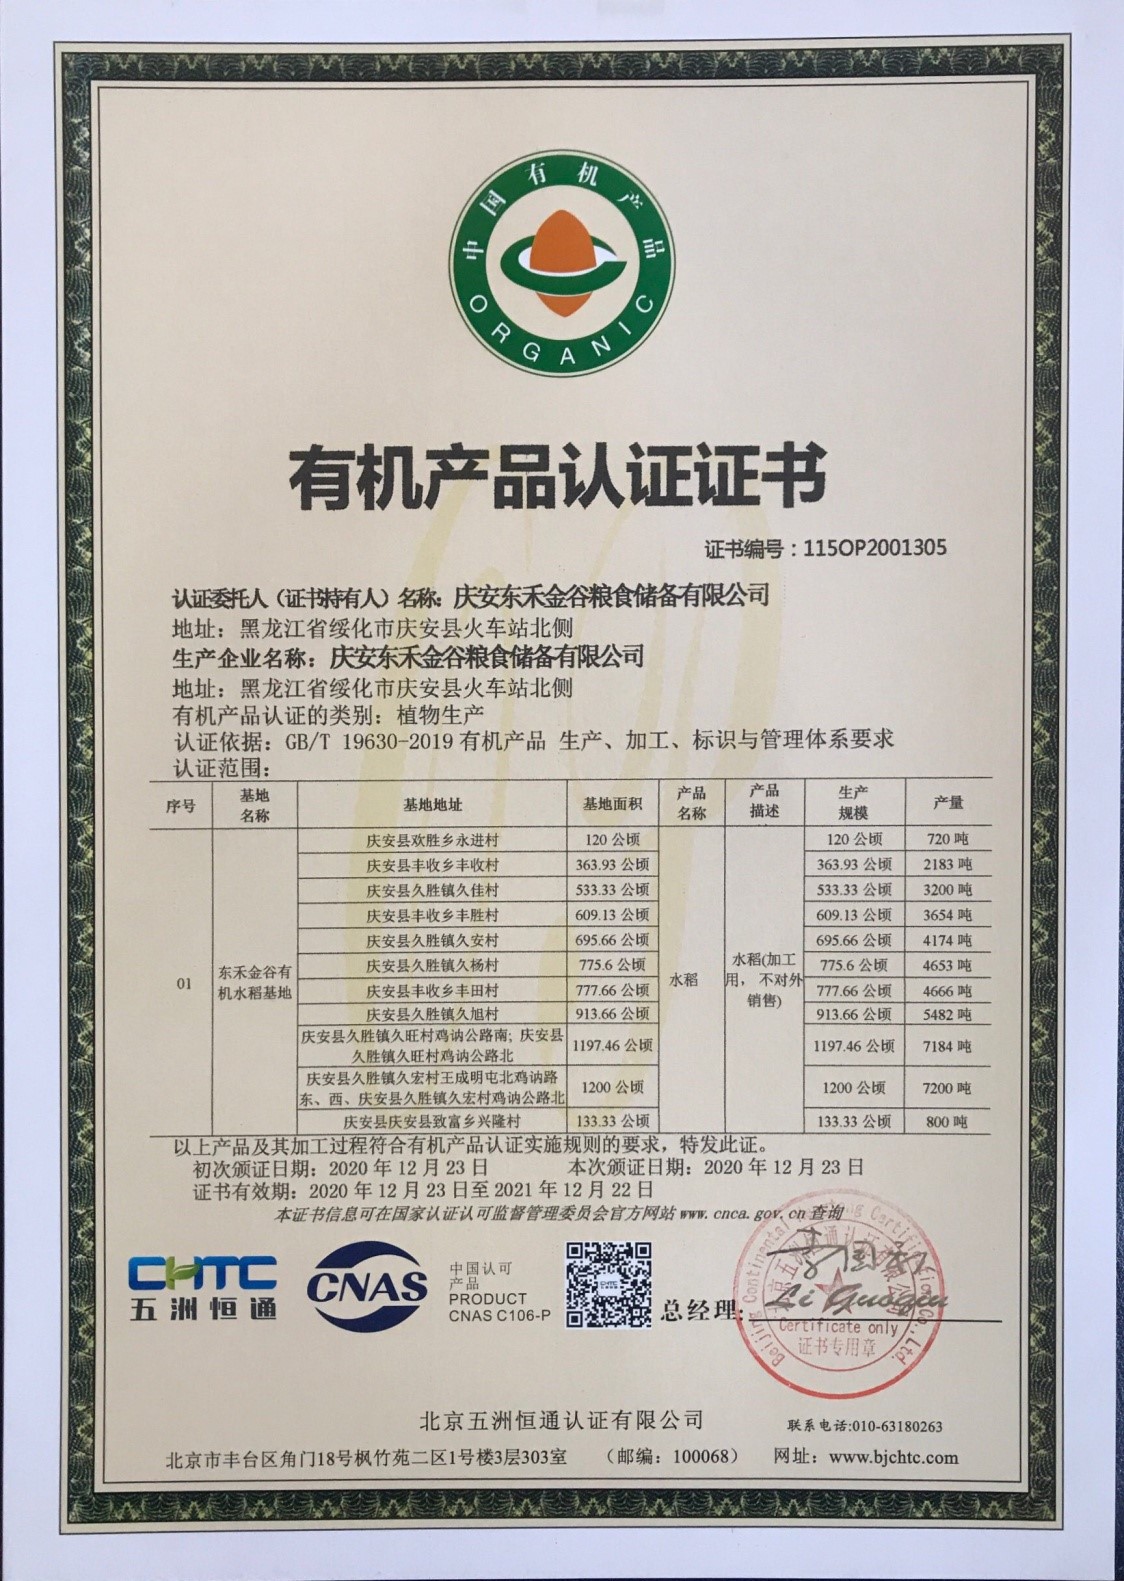 中国有机产品
ORGANIC
有机产品认证证书
证书编号：115OP2001305
认证委托人（证书持有人）名称：庆安东禾金谷粮食储备有限公司
地址：黑龙江省绥化市庆安县火车站北侧
生产企业名称：庆安东禾金谷粮食储备有限公司
地址：黑龙江省绥化市庆安县火车站北侧
有机产品认证的类别：植物生产
认证依据：GB/T 19630-2019 有机产品 生产、加工、标识与管理体系要求
认证范围：
序号 基地名称 基地地址 基地面积 产品名称 产品描述 生产规模 产量
01 东禾金谷有机水稻基地 水稻 水稻(加工用，不对外销售)
庆安县欢胜乡永进村 120 公顷 120 公顷 720 吨
庆安县丰收乡丰收村 363.93 公顷 363.93 公顷 2183 吨
庆安县久胜镇久佳村 533.33 公顷 533.33 公顷 3200 吨
庆安县丰收乡丰胜村 609.13 公顷 609.13 公顷 3654 吨
庆安县久胜镇久安村 695.66 公顷 695.66 公顷 4174 吨
庆安县久胜镇久杨村 775.6 公顷 775.6 公顷 4653 吨
庆安县丰收乡丰田村 777.66 公顷 777.66 公顷 4666 吨
庆安县久胜镇久旭村 913.66 公顷 913.66 公顷 5482 吨
庆安县久胜镇久旺村鸡讷公路南；庆安县
久胜镇久旺村鸡讷公路北 1197.46 公顷 1197.46 公顷 7184 吨
庆安县久胜镇久宏村王成明屯北鸡讷路
东、西、庆安县久胜镇久宏村鸡讷公路北 1200 公顷 1200 公顷 7200 吨
庆安县庆安县致富乡兴隆村 133.33 公顷 133.33 公顷 800 吨
以上产品及其加工过程符合有机产品认证实施规则的要求，特发此证。
初次颁证日期：2020 年 12 月 23 日 本次颁证日期：2020 年 12 月 23 日
证书有效期：2020 年 12 月 23 日至 2021 年 12 月 22 日
本证书信息可在国家认证认可监督管理委员会官方网站 www.cnca.gov.cn 查询
CHTC
五洲恒通
CNAS
中国认可
产品
PRODUCT
CNAS C106-P
总经理：
Li Guoqin
Beijing Continental Certification Co., Ltd.
Certificate only
证书专用章
北京五洲恒通认证有限公司
联系电话:010-63180263
北京市丰台区角门18号枫竹苑二区1号楼3层303室 （邮编：100068） 网址：www.bjchtc.com